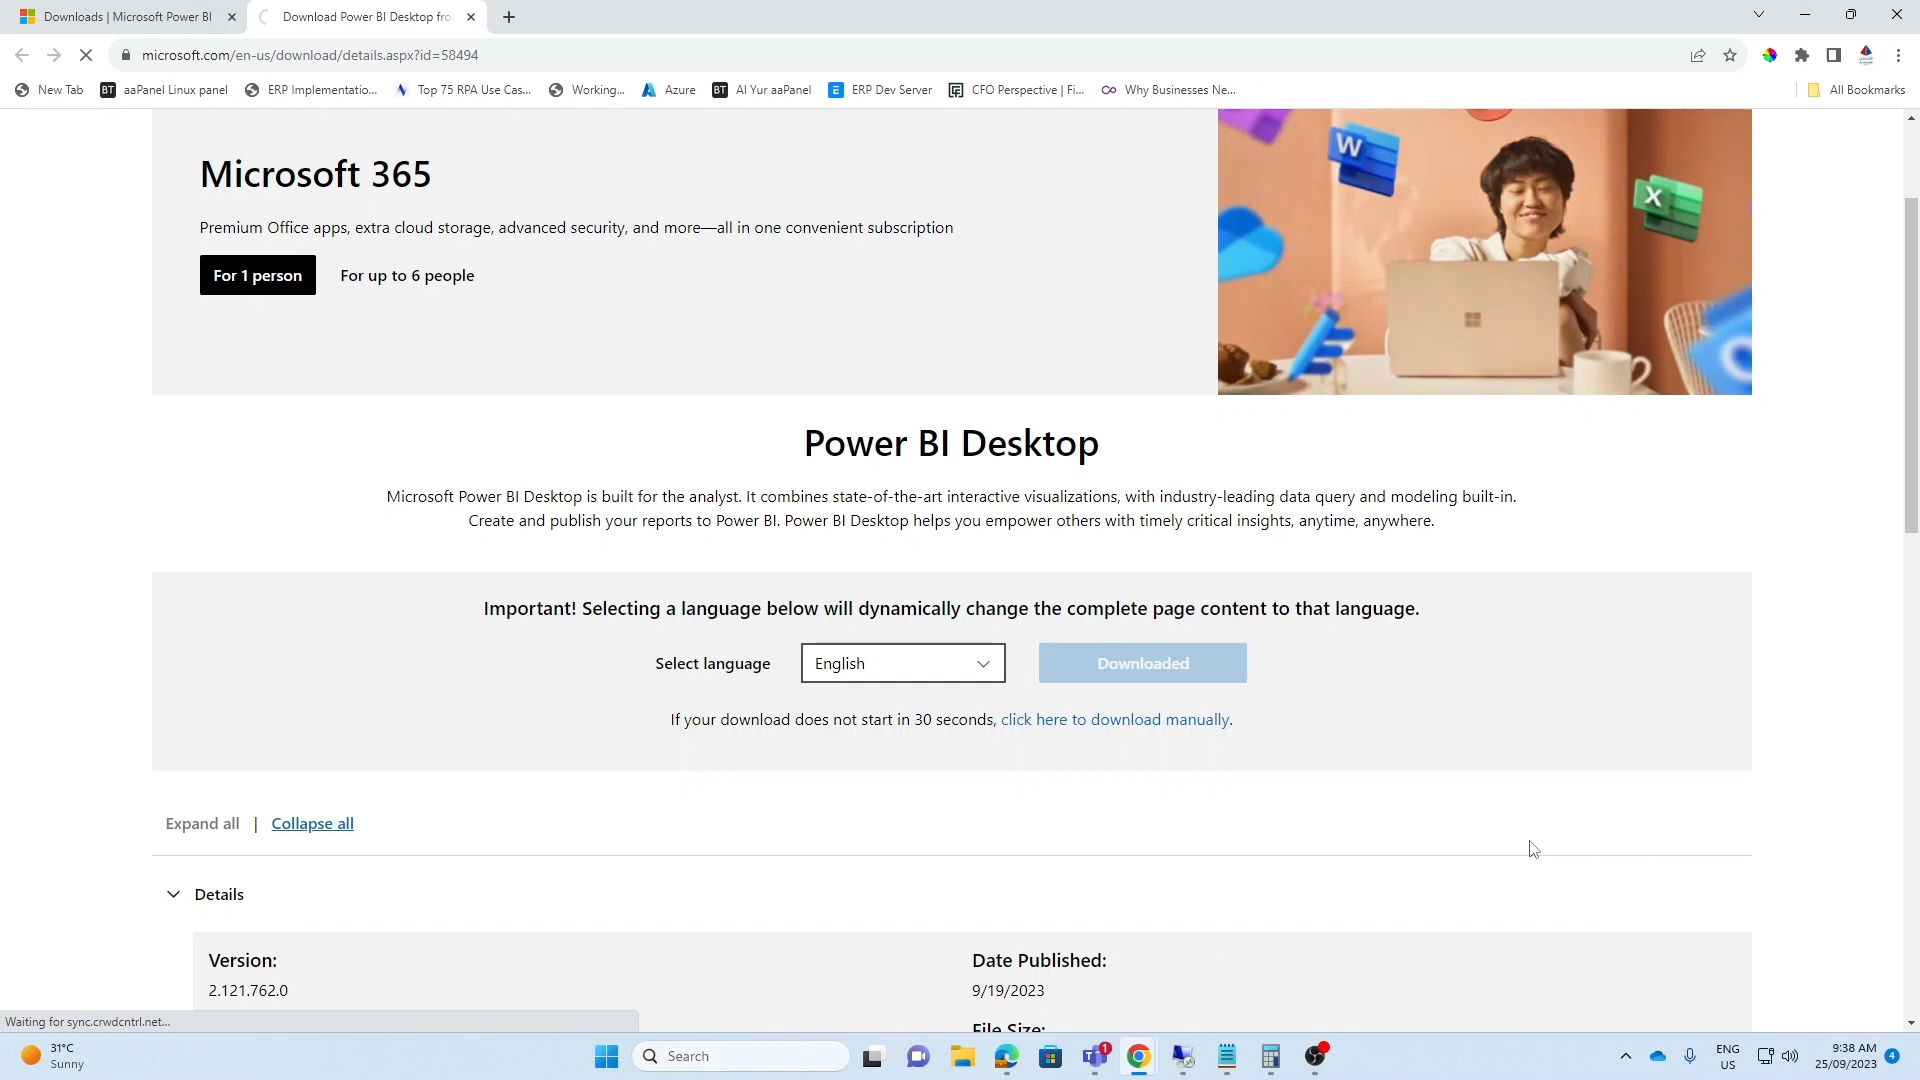 Downloads | Microsoft Power BI
Download Power BI Desktop fro
microsoft.com/en-us/download/details.aspx?id=58494
New Tab
BT aaPanel Linux panel
ERP Implementatio...
Top 75 RPA Use Cas...
Working...
Azure
BT AI Yur aaPanel
E ERP Dev Server
CFO Perspective | Fi...
Why Businesses Ne...
All Bookmarks
Microsoft 365
Premium Office apps, extra cloud storage, advanced security, and more—all in one convenient subscription
For 1 person
For up to 6 people
W
X
Power BI Desktop
Microsoft Power BI Desktop is built for the analyst. It combines state-of-the-art interactive visualizations, with industry-leading data query and modeling built-in.
Create and publish your reports to Power BI. Power BI Desktop helps you empower others with timely critical insights, anytime, anywhere.
Important! Selecting a language below will dynamically change the complete page content to that language.
Select language
English
Downloaded
If your download does not start in 30 seconds, click here to download manually.
Expand all | Collapse all
Details
Version:
2.121.762.0
Date Published:
9/19/2023
File Size:
Waiting for sync.crwdcntrl.net...
31°C
Sunny
Search
1
ENG
US
9:38 AM
25/09/2023
4